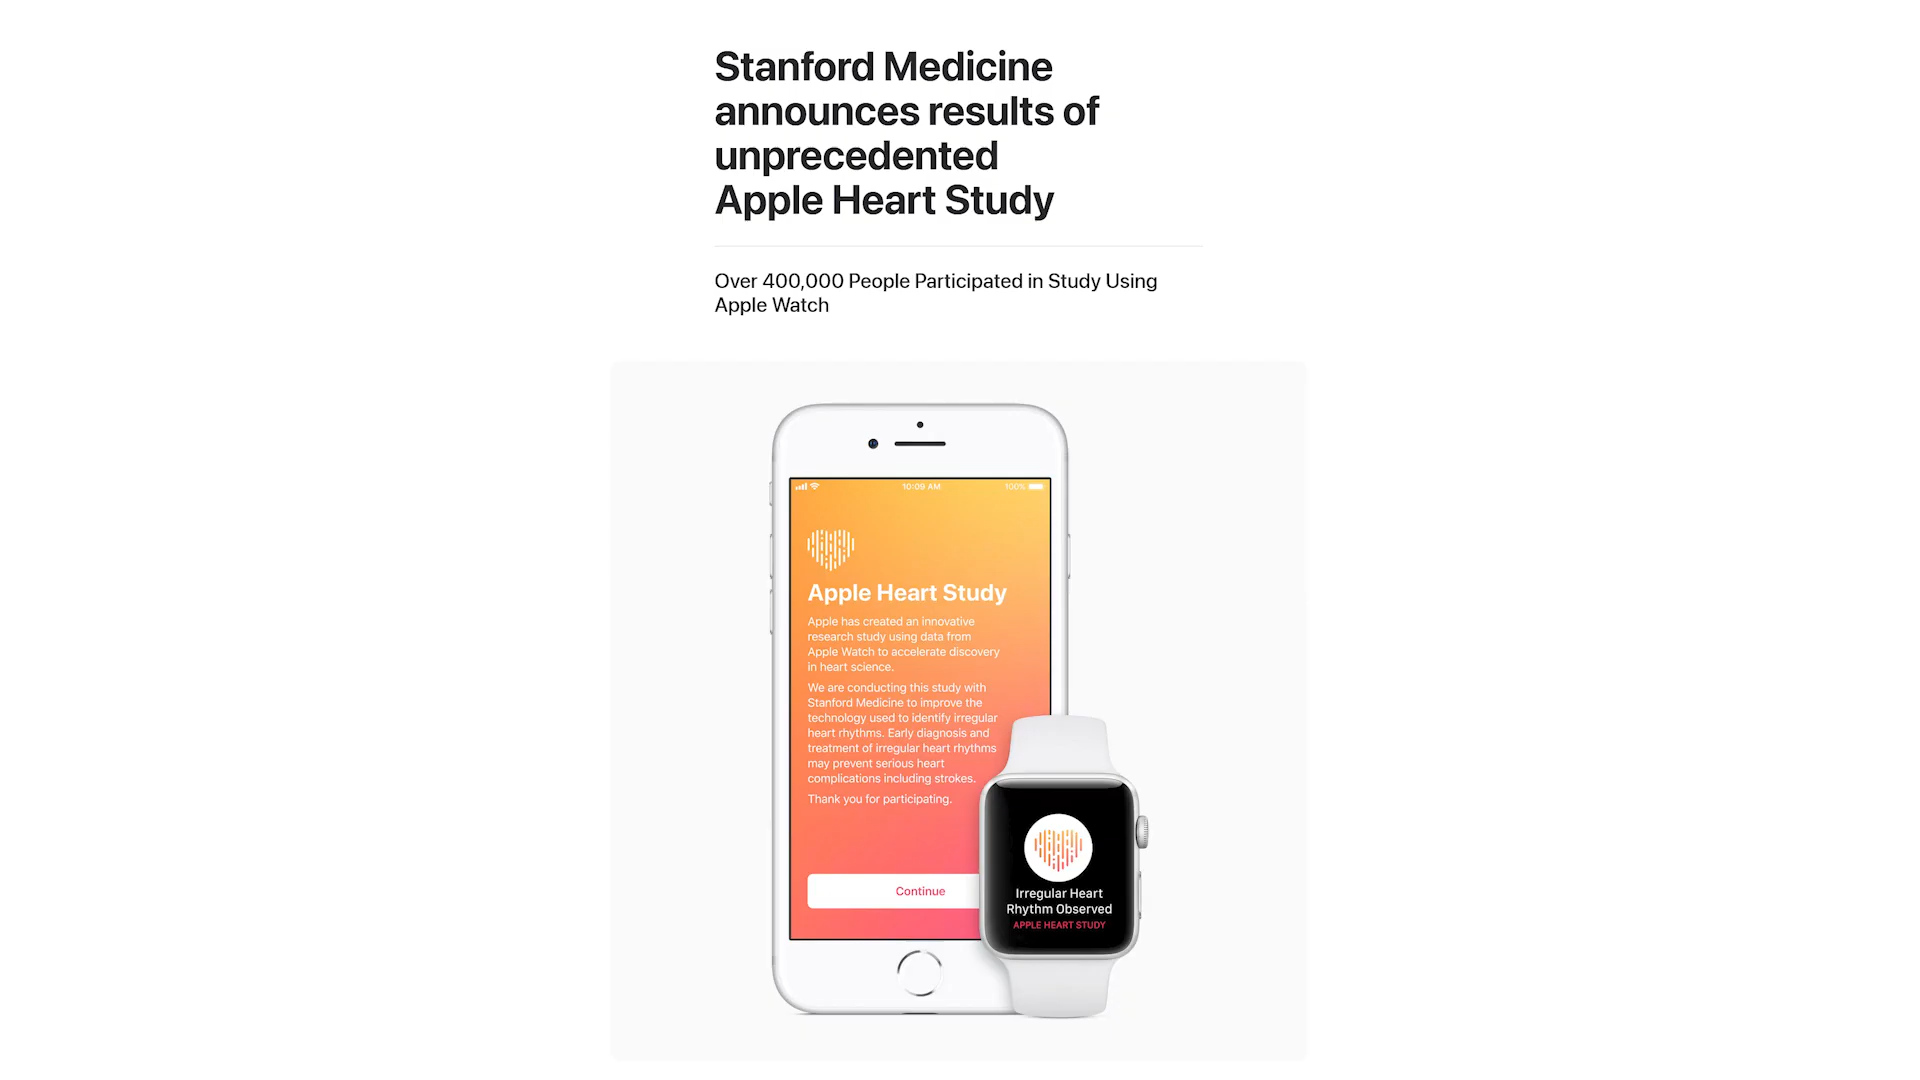 Stanford Medicine
announces results of
unprecedented
Apple Heart Study
Over 400,000 People Participated in Study Using
Apple Watch
10:09 AM
100%
Apple Heart Study
Apple has created an innovative
research study using data from
Apple Watch to accelerate discovery
in heart science.
We are conducting this study with
Stanford Medicine to improve the
technology used to identify irregular
heart rhythms. Early diagnosis and
treatment of irregular heart rhythms
may prevent serious heart
complications including strokes.
Thank you for participating.
Continue
Irregular Heart
Rhythm Observed
APPLE HEART STUDY